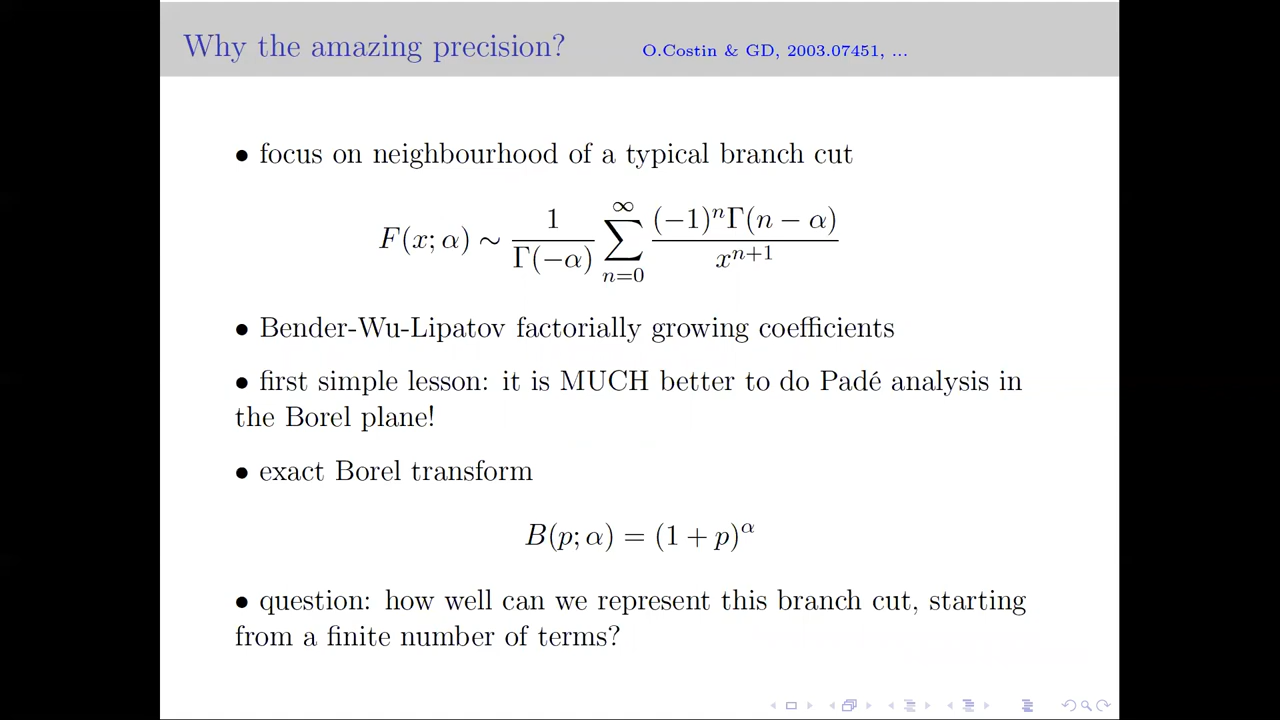 Why the amazing precision? O.Costin & GD, 2003.07451, ...
• focus on neighbourhood of a typical branch cut
F(x; α) ∼ \frac{1}{Γ(−α)} \sum_{n=0}^{∞} \frac{(−1)^n Γ(n − α)}{x^{n+1}}
• Bender-Wu-Lipatov factorially growing coefficients
• first simple lesson: it is MUCH better to do Padé analysis in
the Borel plane!
• exact Borel transform
B(p; α) = (1 + p)^α
• question: how well can we represent this branch cut, starting
from a finite number of terms?